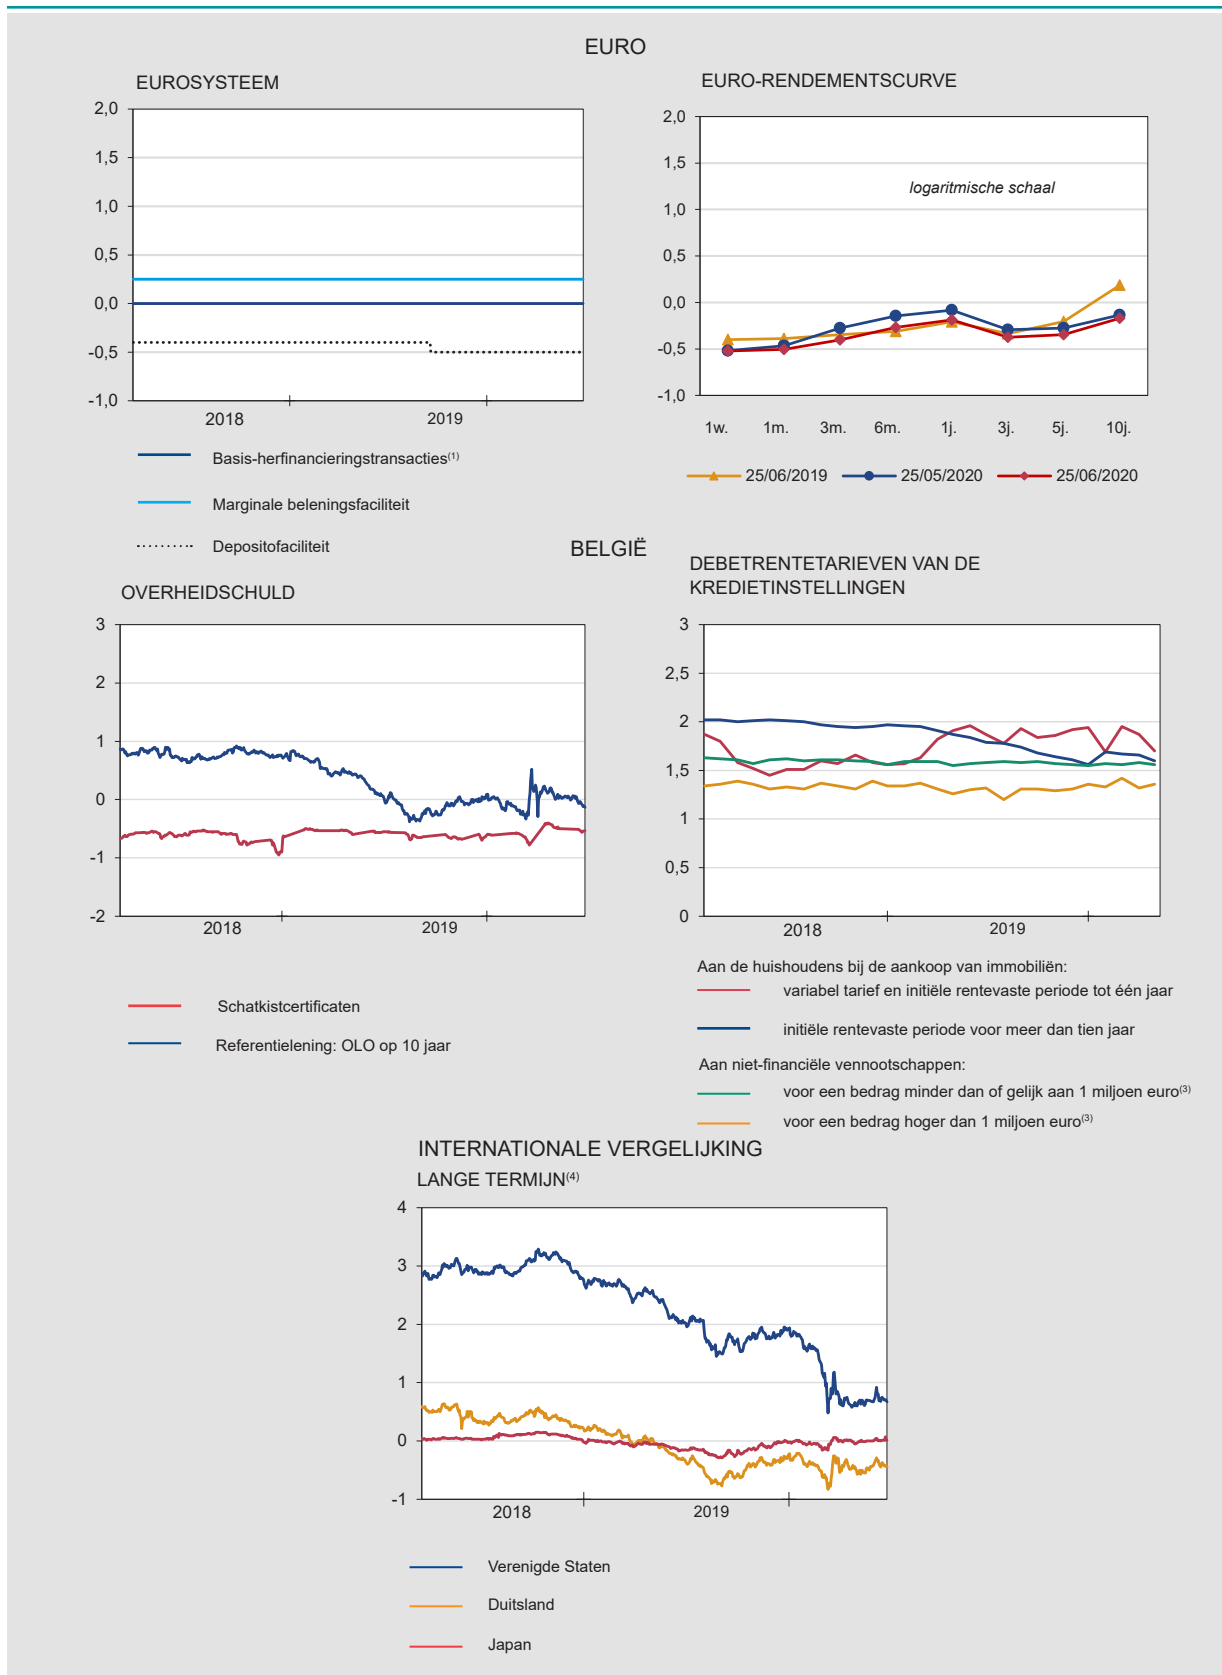 EURO
EUROSYSTEEM
2,0
1,5
1,0
0,5
0,0
-0,5
-1,0
2018
2019
Basis-herfinancieringstransacties(1)
Marginale beleningsfaciliteit
Depositofaciliteit
EURO-RENDEMENTSCURVE
2,0
1,5
1,0
0,5
0,0
-0,5
-1,0
logaritmische schaal
1w. 1m. 3m. 6m. 1j. 3j. 5j. 10j.
25/06/2019 25/05/2020 25/06/2020
BELGIË
OVERHEIDSCHULD
3
2
1
0
-1
-2
2018
2019
Schatkistcertificaten
Referentielening: OLO op 10 jaar
DEBETRENTETARIEVEN VAN DE
KREDIETINSTELLINGEN
3
2,5
2
1,5
1
0,5
0
2018
2019
Aan de huishoudens bij de aankoop van immobiliën:
variabel tarief en initiële rentevaste periode tot één jaar
initiële rentevaste periode voor meer dan tien jaar
Aan niet-financiële vennootschappen:
voor een bedrag minder dan of gelijk aan 1 miljoen euro(3)
voor een bedrag hoger dan 1 miljoen euro(3)
INTERNATIONALE VERGELIJKING
LANGE TERMIJN(4)
4
3
2
1
0
-1
2018
2019
Verenigde Staten
Duitsland
Japan